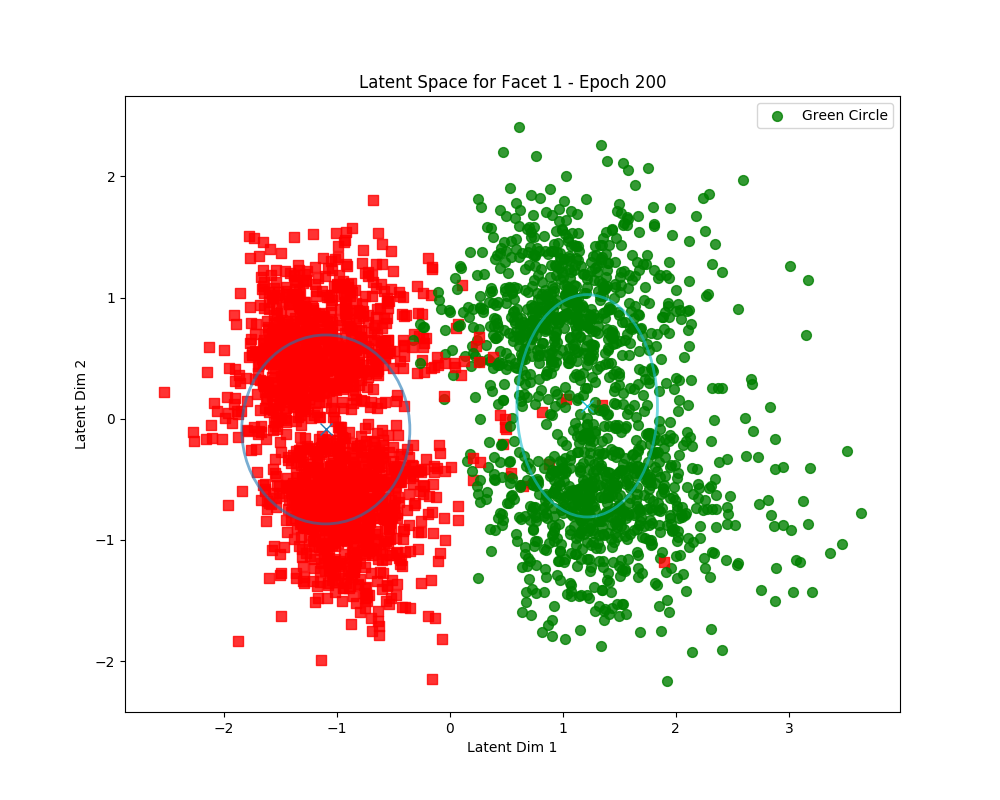 Latent Space for Facet 1 - Epoch 200
Green Circle
2
1
0
−1
−2
Latent Dim 2
−2
−1
0
1
2
3
Latent Dim 1